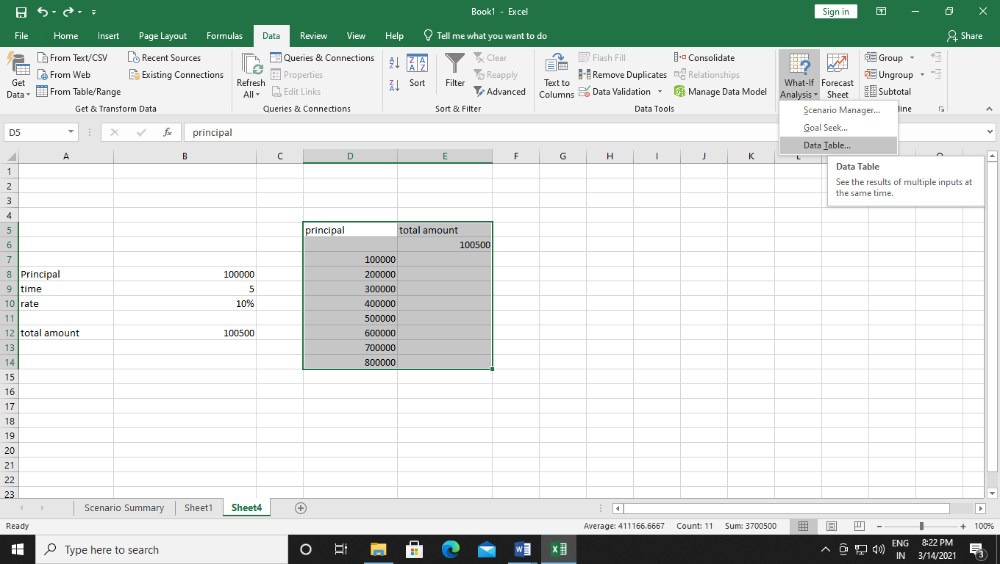 Book1 - Excel
Sign in
File Home Insert Page Layout Formulas Data Review View Help Tell me what you want to do
Share
Get Data
From Text/CSV
From Web
From Table/Range
Recent Sources
Existing Connections
Get & Transform Data
Refresh All
Queries & Connections
Properties
Edit Links
Queries & Connections
Sort
Filter
Clear
Reapply
Advanced
Sort & Filter
Text to Columns
Flash Fill
Remove Duplicates
Data Validation
Consolidate
Relationships
Manage Data Model
Data Tools
What-If Analysis
Forecast Sheet
Group
Ungroup
Subtotal
line
Scenario Manager...
Goal Seek...
Data Table...
Data Table
See the results of multiple inputs at
the same time.
D5
fx
principal
A B C D E F G H I J K L
1
2
3
4
5 principal total amount
6 100500
7 100000
8 Principal 100000 200000
9 time 5 300000
10 rate 10% 400000
11 500000
12 total amount 100500 600000
13 700000
14 800000
15
16
17
18
19
20
21
22
23
Scenario Summary Sheet1 Sheet4
Ready
Average: 411166.6667 Count: 11 Sum: 3700500
100%
Type here to search
ENG
IN
8:22 PM
3/14/2021
3